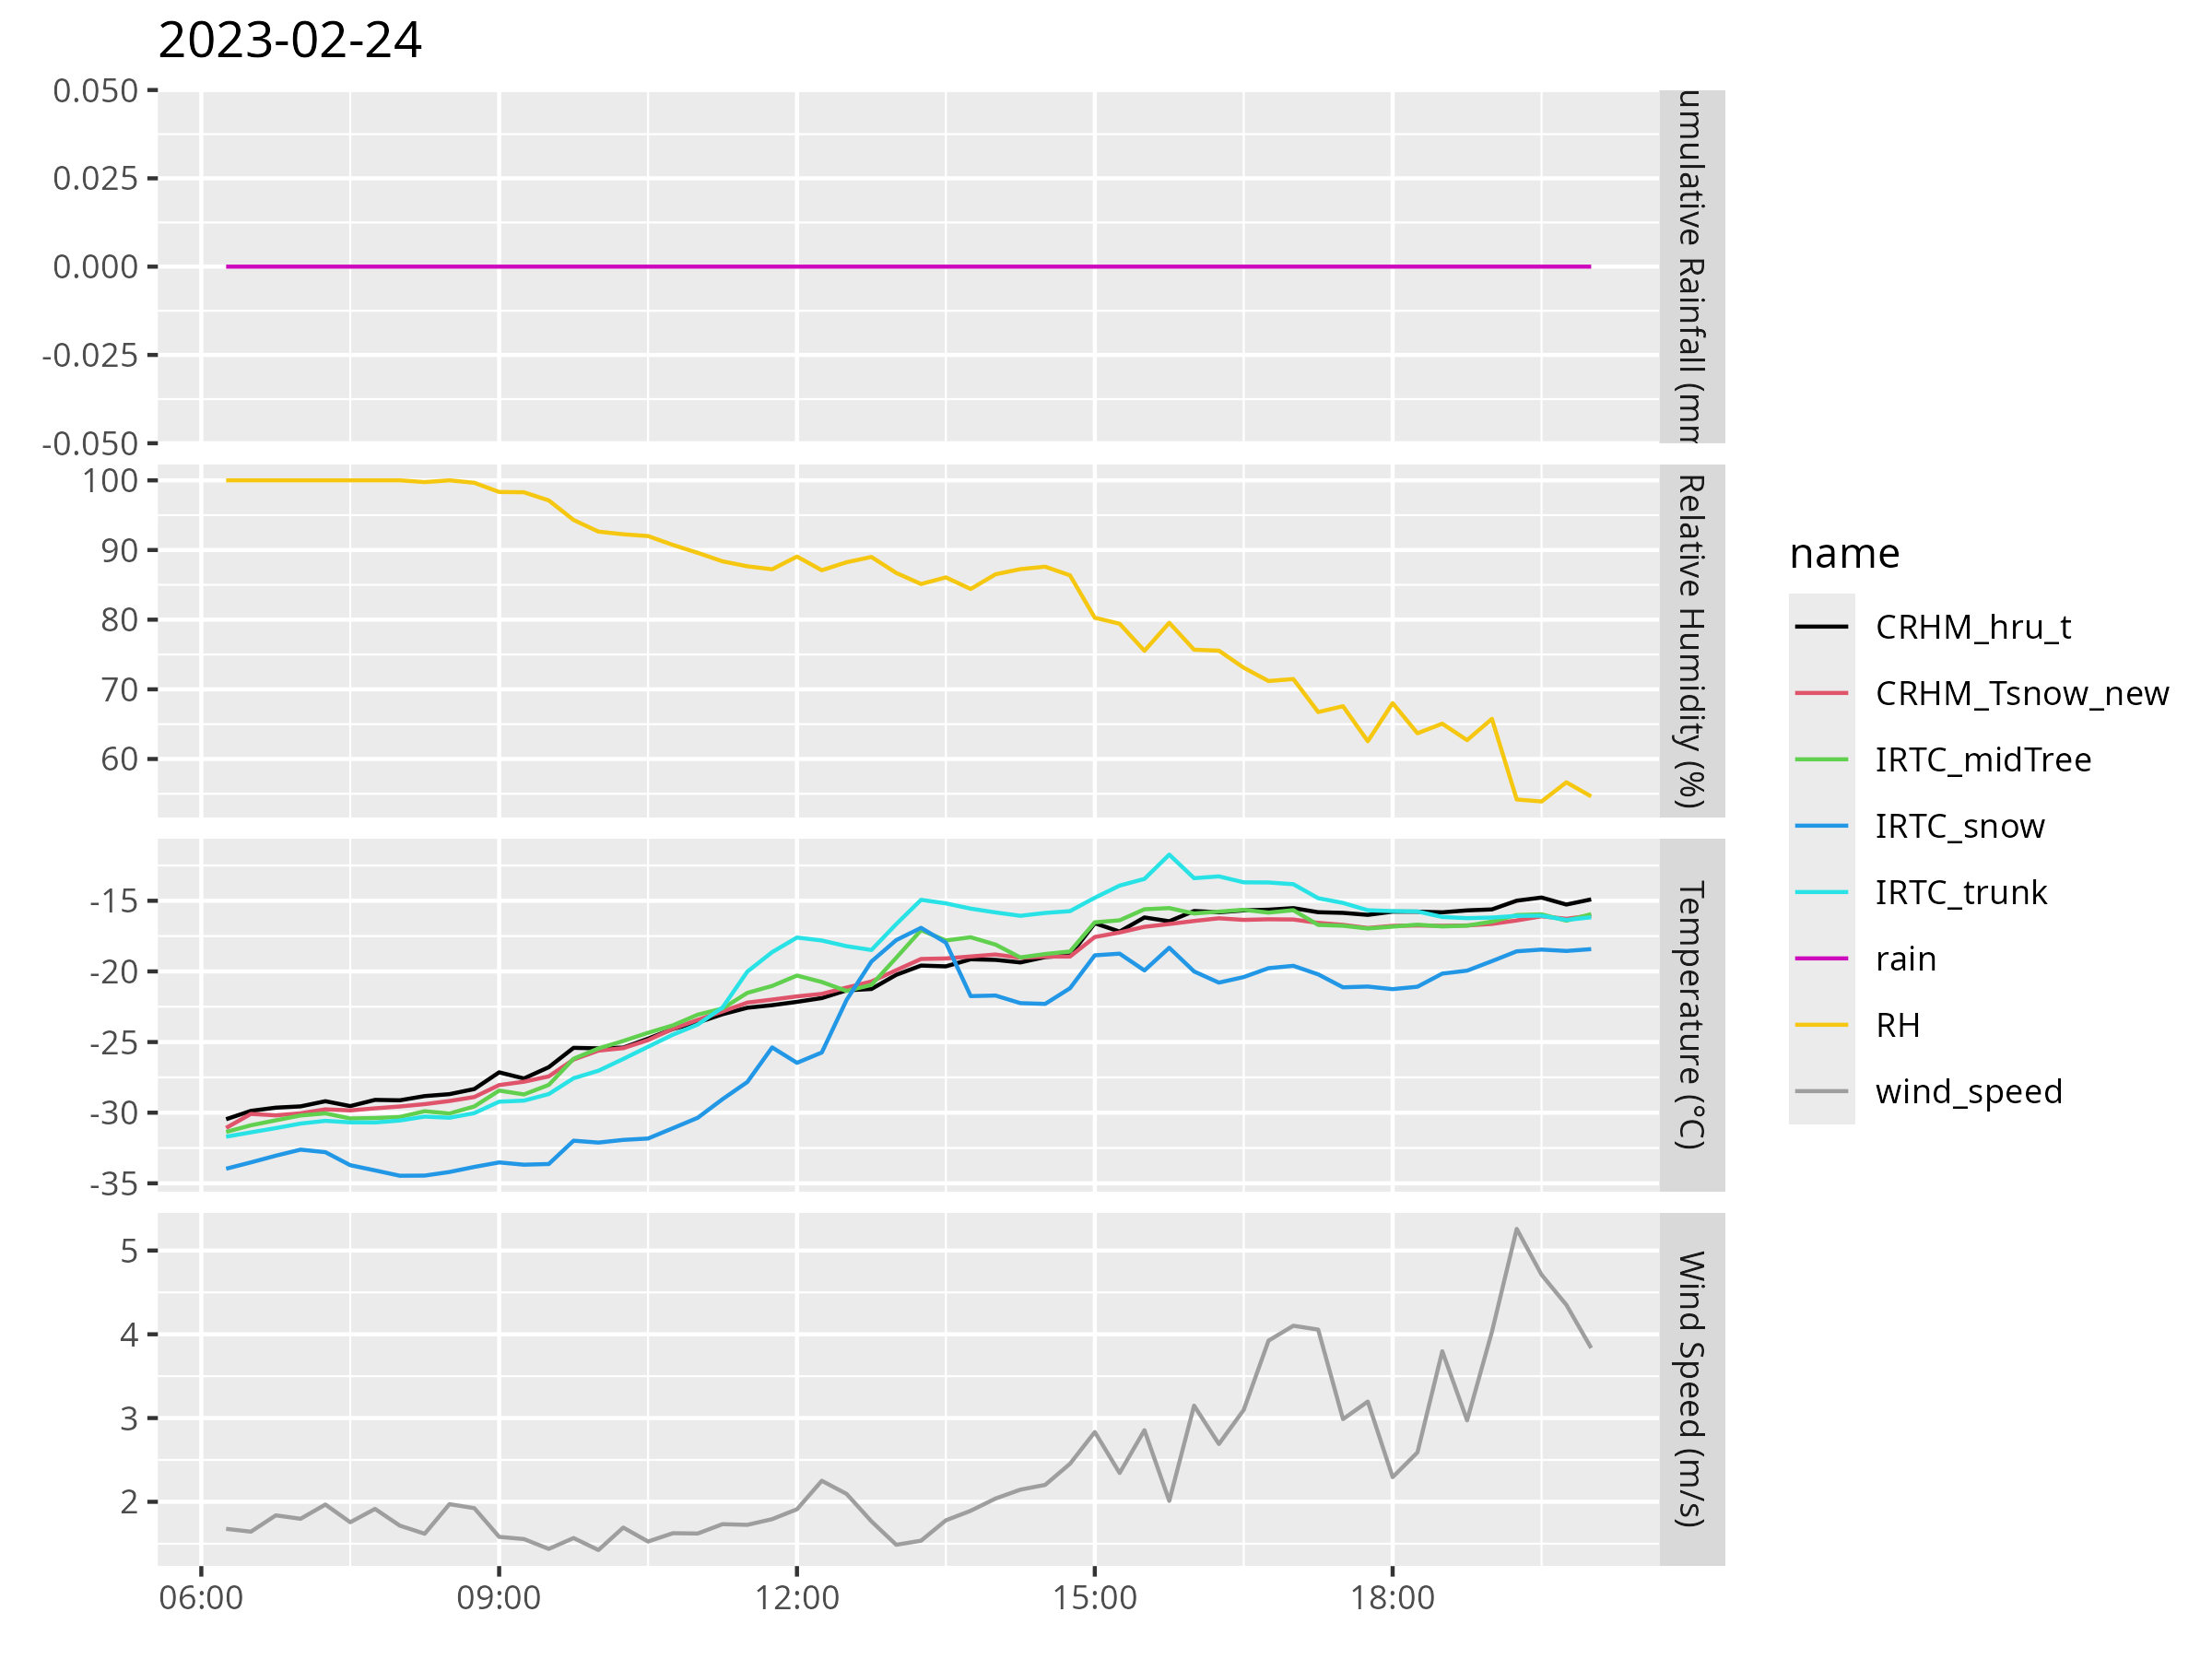 2023-02-24
0.050
0.025
0.000
-0.025
-0.050
umulative Rainfall (mm
100
90
80
70
60
Relative Humidity (%)
-15
-20
-25
-30
-35
Temperature (°C)
5
4
3
2
Wind Speed (m/s)
06:00
09:00
12:00
15:00
18:00
name
CRHM_hru_t
CRHM_Tsnow_new
IRTC_midTree
IRTC_snow
IRTC_trunk
rain
RH
wind_speed